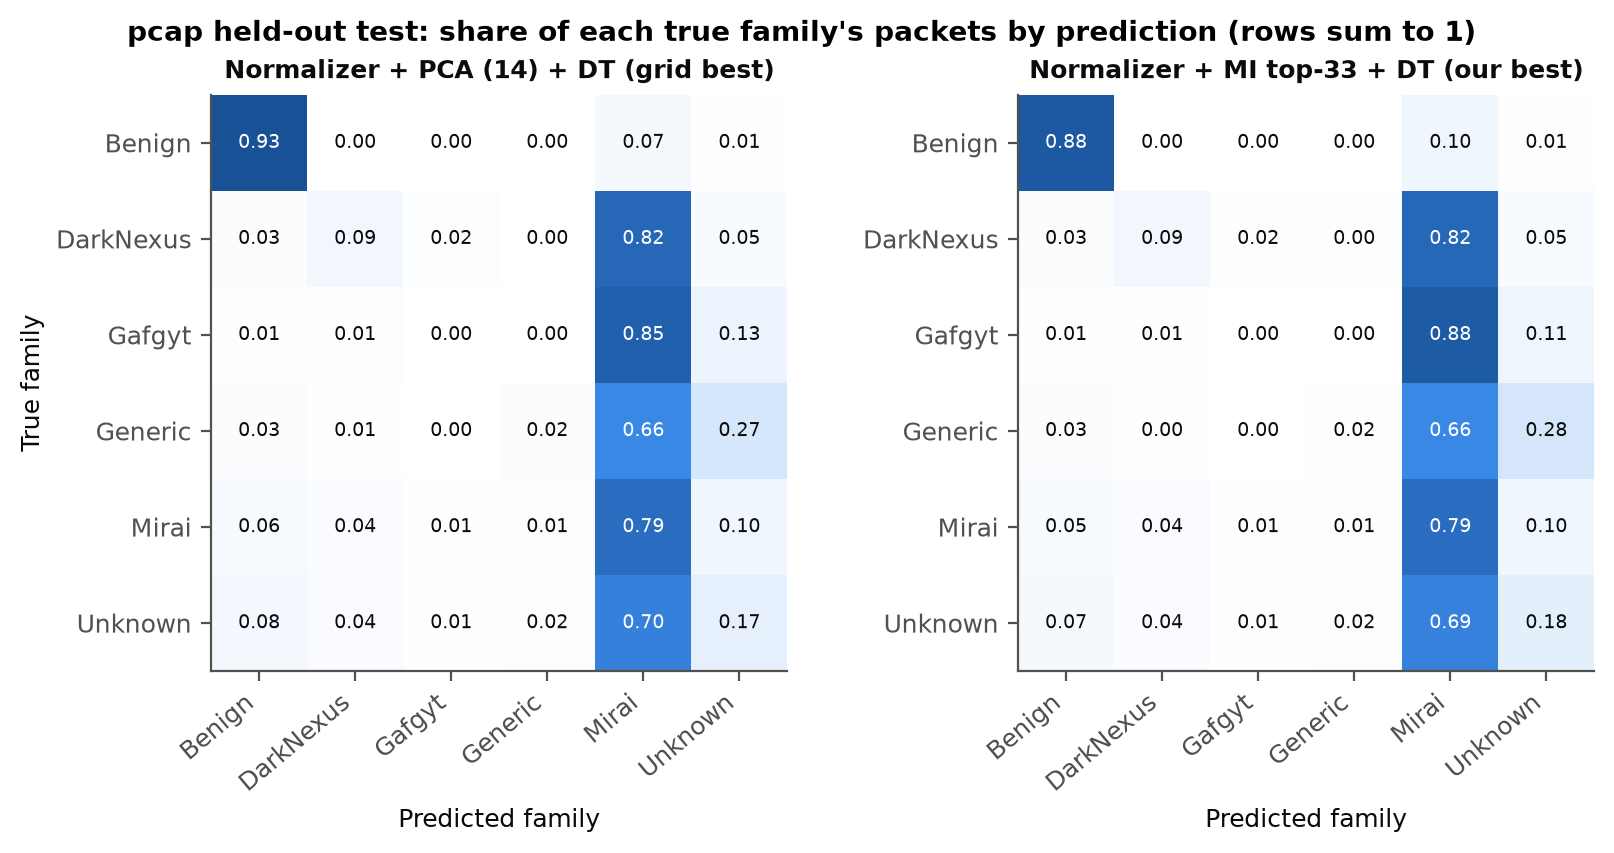 pcap held-out test: share of each true family's packets by prediction (rows sum to 1)
Normalizer + PCA (14) + DT (grid best)
True family
Benign 0.93 0.00 0.00 0.00 0.07 0.01
DarkNexus 0.03 0.09 0.02 0.00 0.82 0.05
Gafgyt 0.01 0.01 0.00 0.00 0.85 0.13
Generic 0.03 0.01 0.00 0.02 0.66 0.27
Mirai 0.06 0.04 0.01 0.01 0.79 0.10
Unknown 0.08 0.04 0.01 0.02 0.70 0.17
Benign DarkNexus Gafgyt Generic Mirai Unknown
Predicted family
Normalizer + MI top-33 + DT (our best)
Benign 0.88 0.00 0.00 0.00 0.10 0.01
DarkNexus 0.03 0.09 0.02 0.00 0.82 0.05
Gafgyt 0.01 0.01 0.00 0.00 0.88 0.11
Generic 0.03 0.00 0.00 0.02 0.66 0.28
Mirai 0.05 0.04 0.01 0.01 0.79 0.10
Unknown 0.07 0.04 0.01 0.02 0.69 0.18
Benign DarkNexus Gafgyt Generic Mirai Unknown
Predicted family